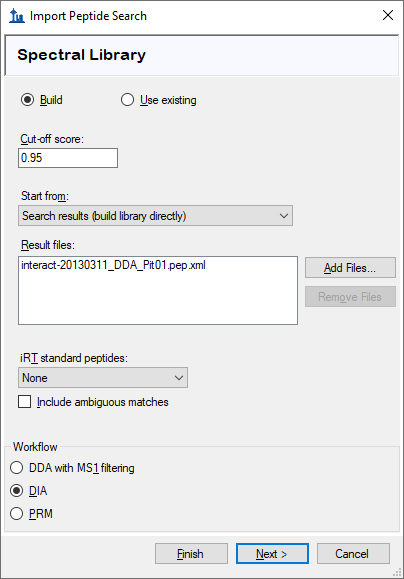 Import Peptide Search
Spectral Library
Build
Use existing
Cut-off score:
0.95
Start from:
Search results (build library directly)
Result files:
interact-20130311_DDA_Pit01.pep.xml
Add Files...
Remove Files
iRT standard peptides:
None
Include ambiguous matches
Workflow
DDA with MS1 filtering
DIA
PRM
Finish
Next >
Cancel